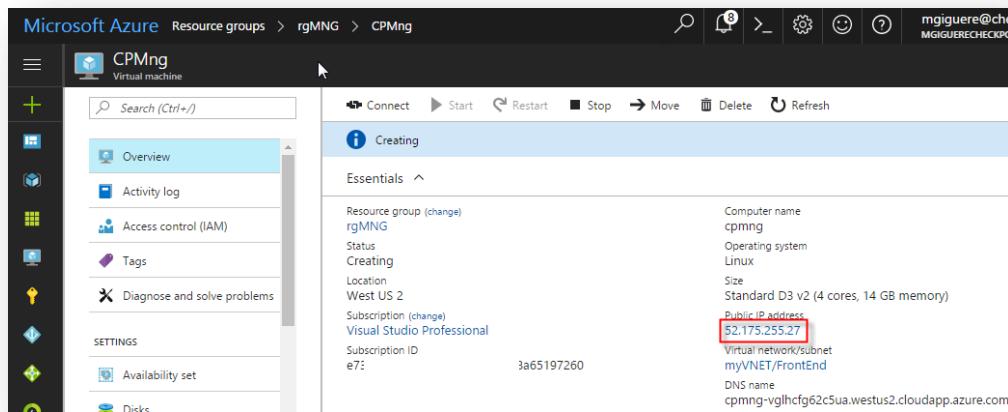 Microsoft Azure Resource groups > rgMNG > CPMng 8 >_ ? mgiguere@che
MGIGUERECHECKPO
CPMng
Virtual machine
Search (Ctrl+/)
Connect Start Restart Stop Move Delete Refresh
i Creating
Overview
Activity log
Access control (IAM)
Tags
Diagnose and solve problems
SETTINGS
Availability set
Disks
Essentials
Resource group (change)
rgMNG
Status
Creating
Location
West US 2
Subscription (change)
Visual Studio Professional
Subscription ID
e73 3a65197260
Computer name
cpmng
Operating system
Linux
Size
Standard D3 v2 (4 cores, 14 GB memory)
Public IP address
52.175.255.27
Virtual network/subnet
myVNET/FrontEnd
DNS name
cpmng-vglhcfg62c5ua.westus2.cloudapp.azure.com